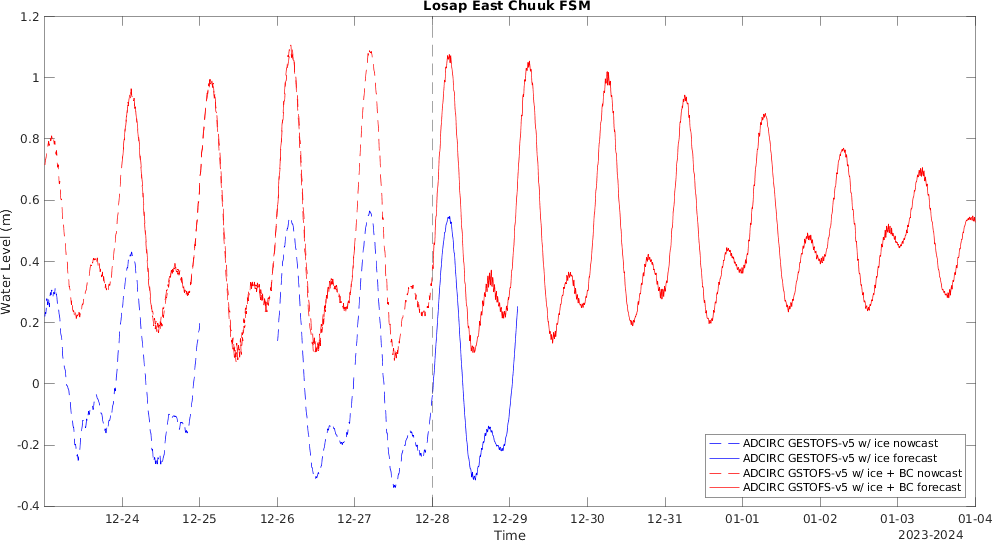 Losap East Chuuk FSM
1.2
1
0.8
0.6
0.4
0.2
0
-0.2
-0.4
Water Level (m)
ADCIRC GESTOFS-v5 w/ ice nowcast
ADCIRC GESTOFS-v5 w/ ice forecast
ADCIRC GSTOFS-v5 w/ ice + BC nowcast
ADCIRC GSTOFS-v5 w/ ice + BC forecast
12-24 12-25 12-26 12-27 12-28 12-29 12-30 12-31 01-01 01-02 01-03 01-04
Time
2023-2024